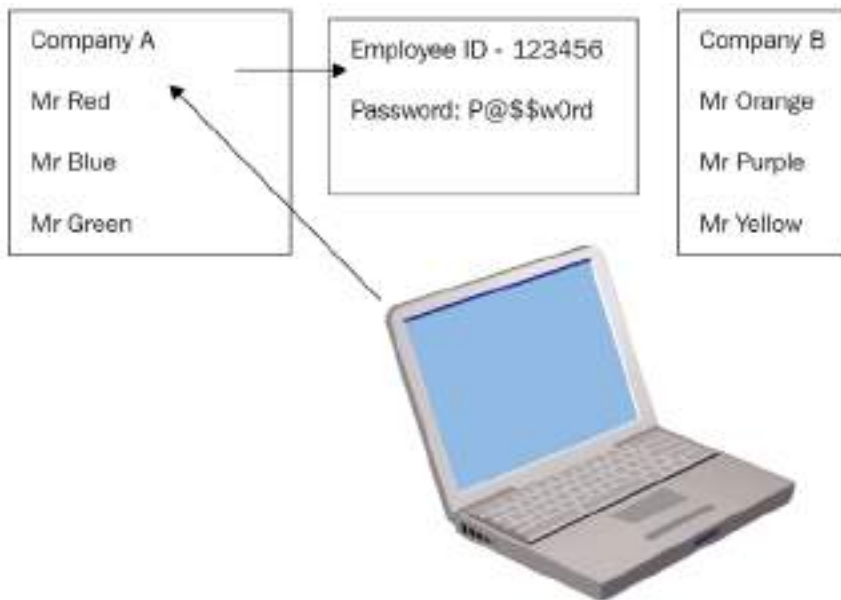 Company A
Mr Red
Mr Blue
Mr Green
Employee ID - 123456
Password: P@$$w0rd
Company B
Mr Orange
Mr Purple
Mr Yellow